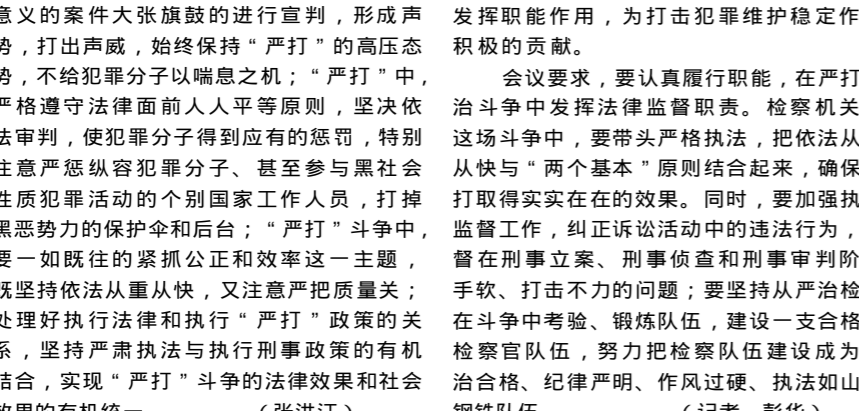 意义的案件大张旗鼓的进行宣判，形成声
势，打出声威，始终保持“严打”的高压态
势，不给犯罪分子以喘息之机；“严打”中，
严格遵守法律面前人人平等原则，坚决依
法审判，使犯罪分子得到应有的惩罚，特别
注意严惩纵容犯罪分子、甚至参与黑社会
性质犯罪活动的个别国家工作人员，打掉
黑恶势力的保护伞和后台；“严打”斗争中，
要一如既往的紧抓公正和效率这一主题，
既坚持依法从重从快，又注意严把质量关；
处理好执行法律和执行“严打”政策的关
系，坚持严肃执法与执行刑事政策的有机
结合，实现“严打”斗争的法律效果和社会
效果的有机统一。（张洪江）
发挥职能作用，为打击犯罪维护稳定作
积极的贡献。
会议要求，要认真履行职能，在严打
治斗争中发挥法律监督职责。检察机关
这场斗争中，要带头严格执法，把依法从
从快与“两个基本”原则结合起来，确保
打取得实实在在的效果。同时，要加强执
监督工作，纠正诉讼活动中的违法行为，
督在刑事立案、刑事侦查和刑事审判阶
手软、打击不力的问题；要坚持从严治检
在斗争中考验、锻炼队伍，建设一支合格
检察官队伍，努力把检察队伍建设成为
治合格、纪律严明、作风过硬、执法如山
钢铁队伍。（记者 彭华）